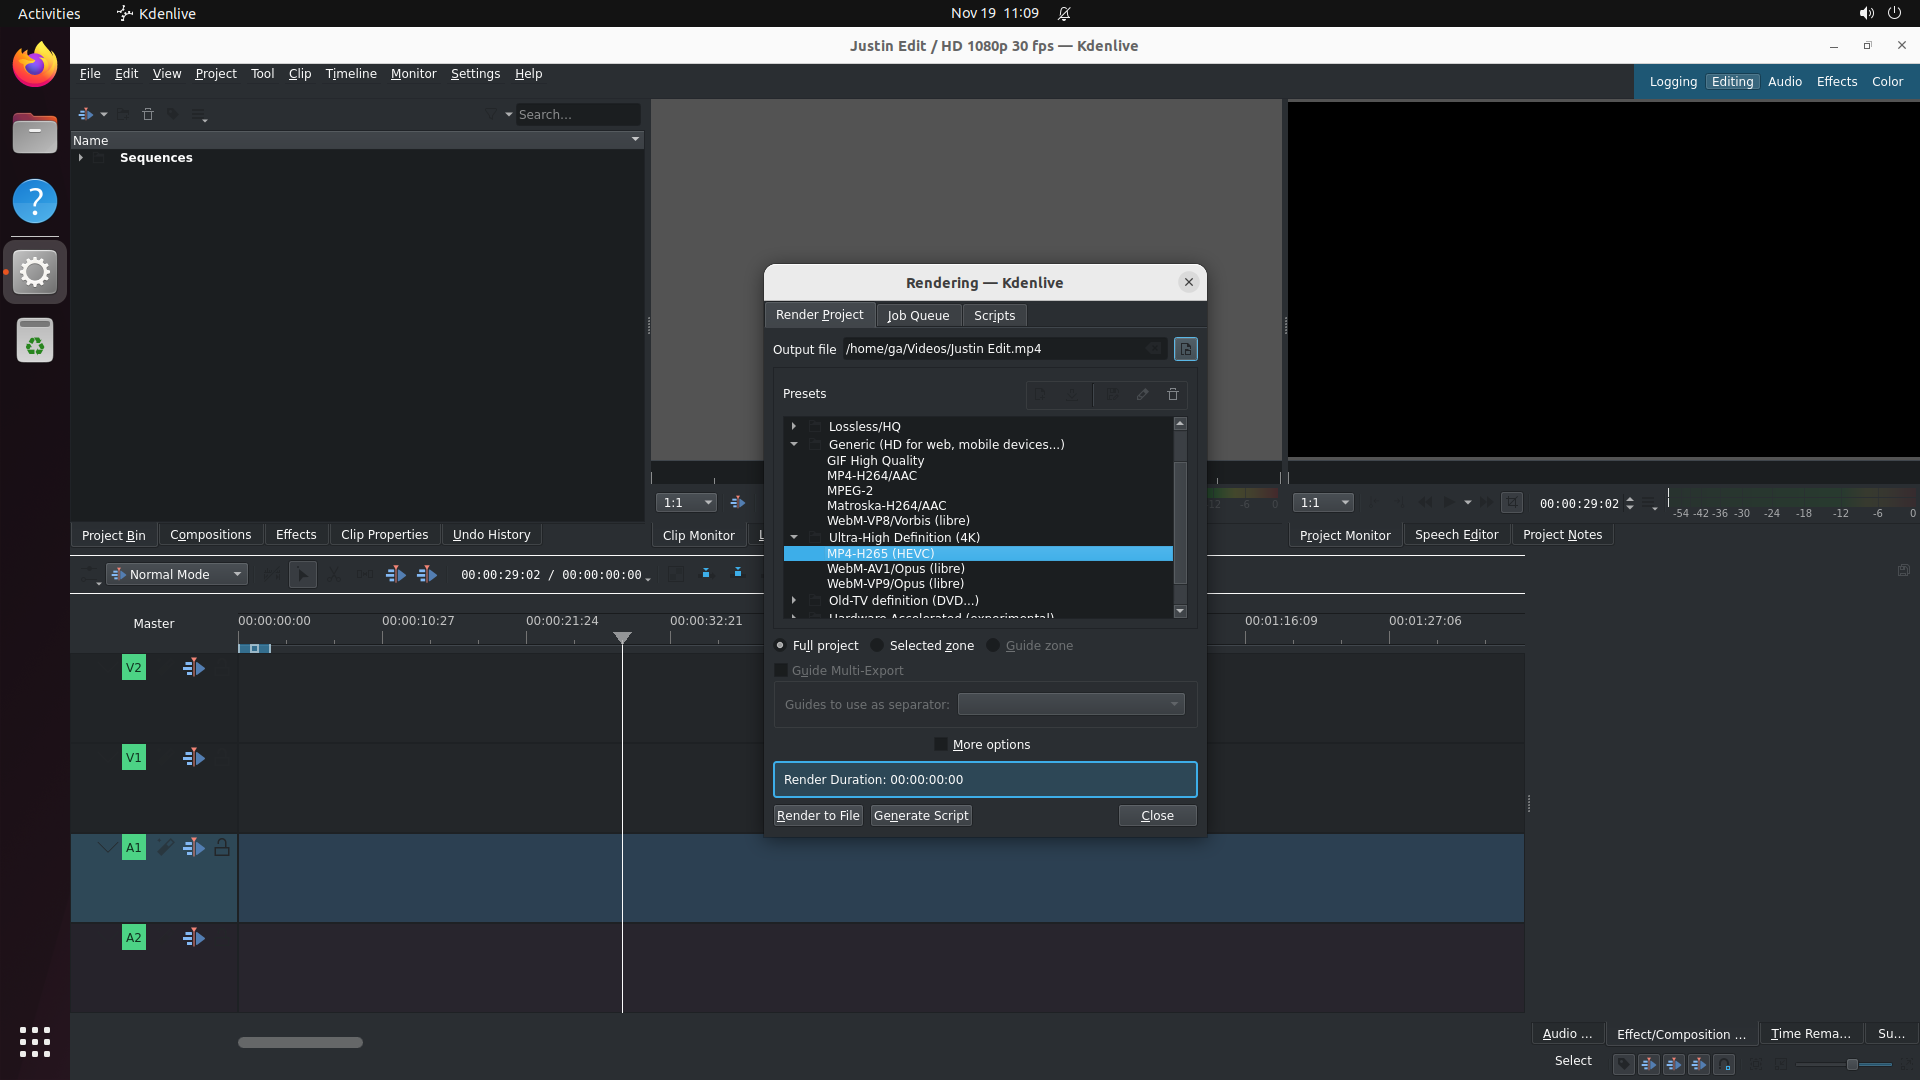 Activities
Kdenlive
Nov 19 11:09
Justin Edit / HD 1080p 30 fps — Kdenlive
File Edit View Project Tool Clip Timeline Monitor Settings Help
Logging Editing Audio Effects Color
Search...
Name
Sequences
Rendering — Kdenlive
Render Project Job Queue Scripts
Output file /home/ga/Videos/Justin Edit.mp4
Presets
Lossless/HQ
Generic (HD for web, mobile devices...)
GIF High Quality
MP4-H264/AAC
MPEG-2
Matroska-H264/AAC
WebM-VP8/Vorbis (libre)
Ultra-High Definition (4K)
MP4-H265 (HEVC)
WebM-AV1/Opus (libre)
WebM-VP9/Opus (libre)
Old-TV definition (DVD...)
Hardware Accelerated (experimental)
Full project Selected zone Guide zone
Guide Multi-Export
Guides to use as separator:
More options
Render Duration: 00:00:00:00
Render to File Generate Script Close
1:1
-12 -6 0
1:1
00:00:29:02
-54 -42 -36 -30 -24 -18 -12 -6 0
Project Bin Compositions Effects Clip Properties Undo History
Clip Monitor
Project Monitor Speech Editor Project Notes
Normal Mode
00:00:29:02 / 00:00:00:00
Master
00:00:00:00 00:00:10:27 00:00:21:24 00:00:32:21 00:01:16:09 00:01:27:06
V2
V1
A1
A2
Audio ... Effect/Composition ... Time Rema... Su...
Select